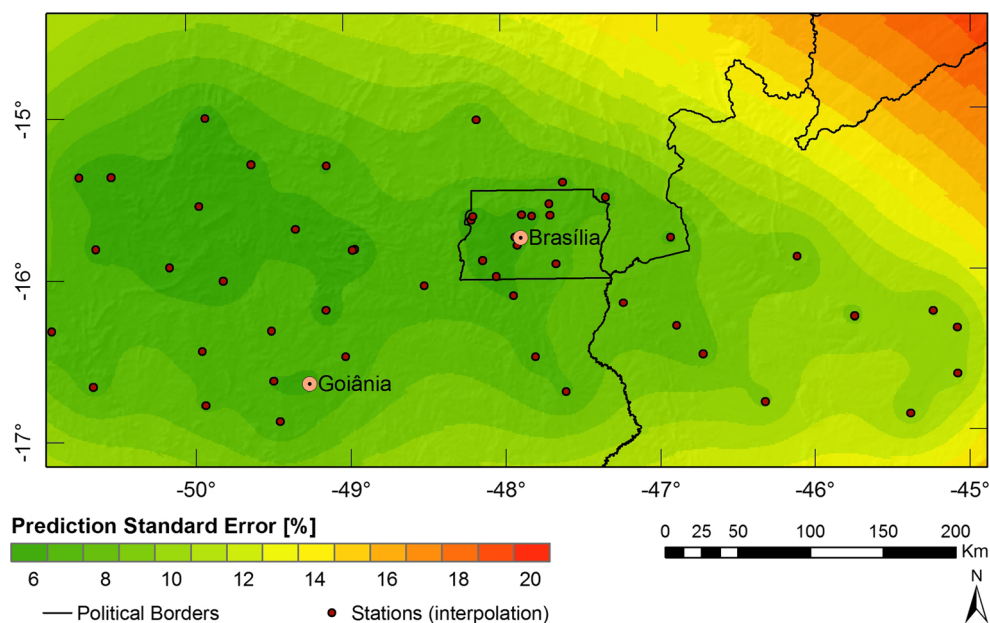 -15°
-16°
-17°
Brasília
Goiânia
-50° -49° -48° -47° -46° -45°
Prediction Standard Error [%]
6 8 10 12 14 16 18 20
0 25 50 100 150 200
Km
N
Political Borders
Stations (interpolation)